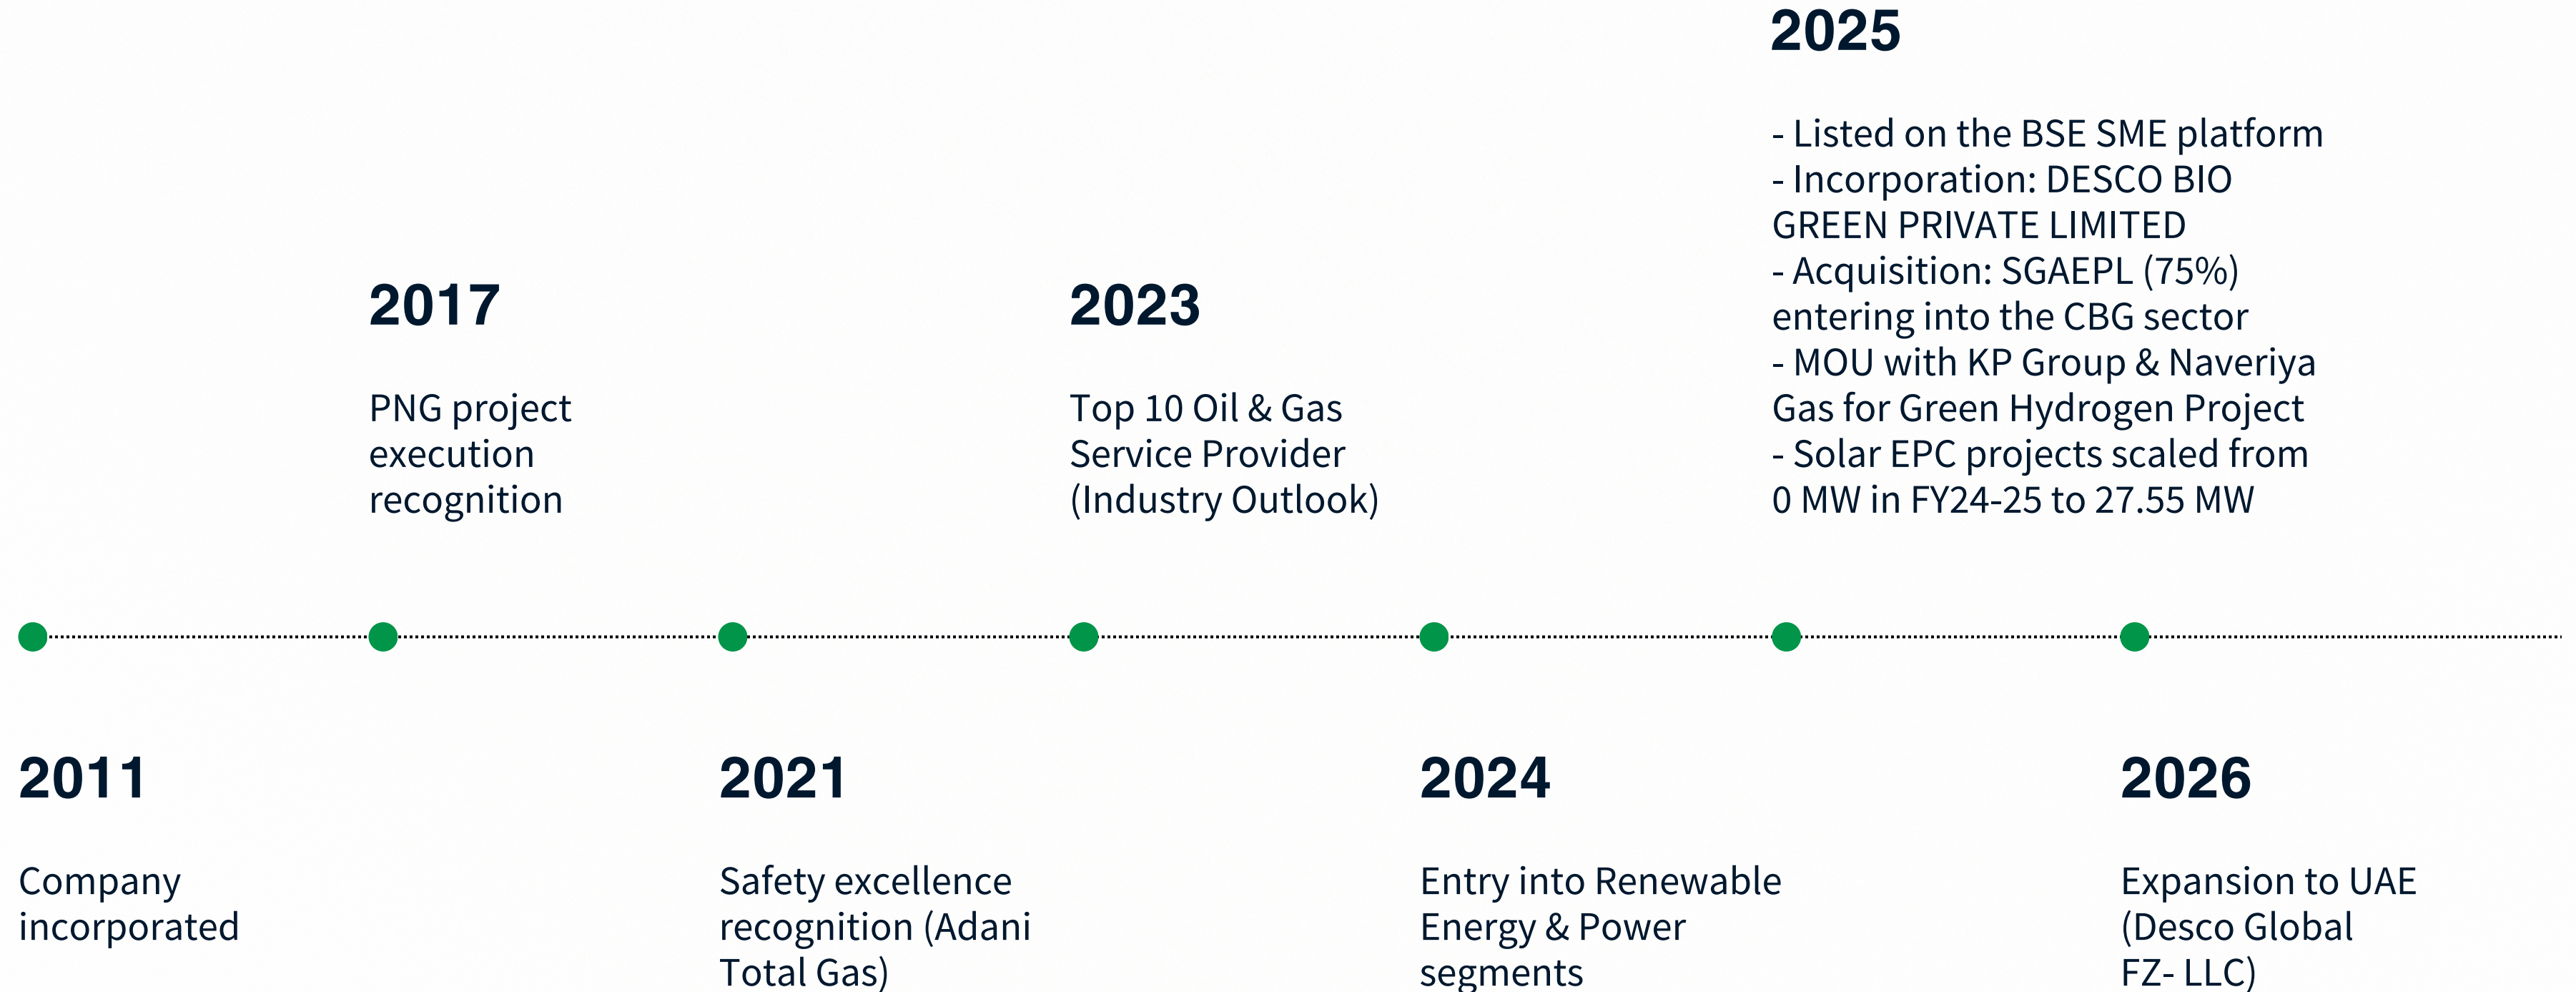 2025
- Listed on the BSE SME platform
- Incorporation: DESCO BIO
GREEN PRIVATE LIMITED
- Acquisition: SGAEPL (75%)
entering into the CBG sector
- MOU with KP Group & Naveriya
Gas for Green Hydrogen Project
- Solar EPC projects scaled from
0 MW in FY24-25 to 27.55 MW
2017
PNG project
execution
recognition
2023
Top 10 Oil & Gas
Service Provider
(Industry Outlook)
2011
Company
incorporated
2021
Safety excellence
recognition (Adani
Total Gas)
2024
Entry into Renewable
Energy & Power
segments
2026
Expansion to UAE
(Desco Global
FZ- LLC)